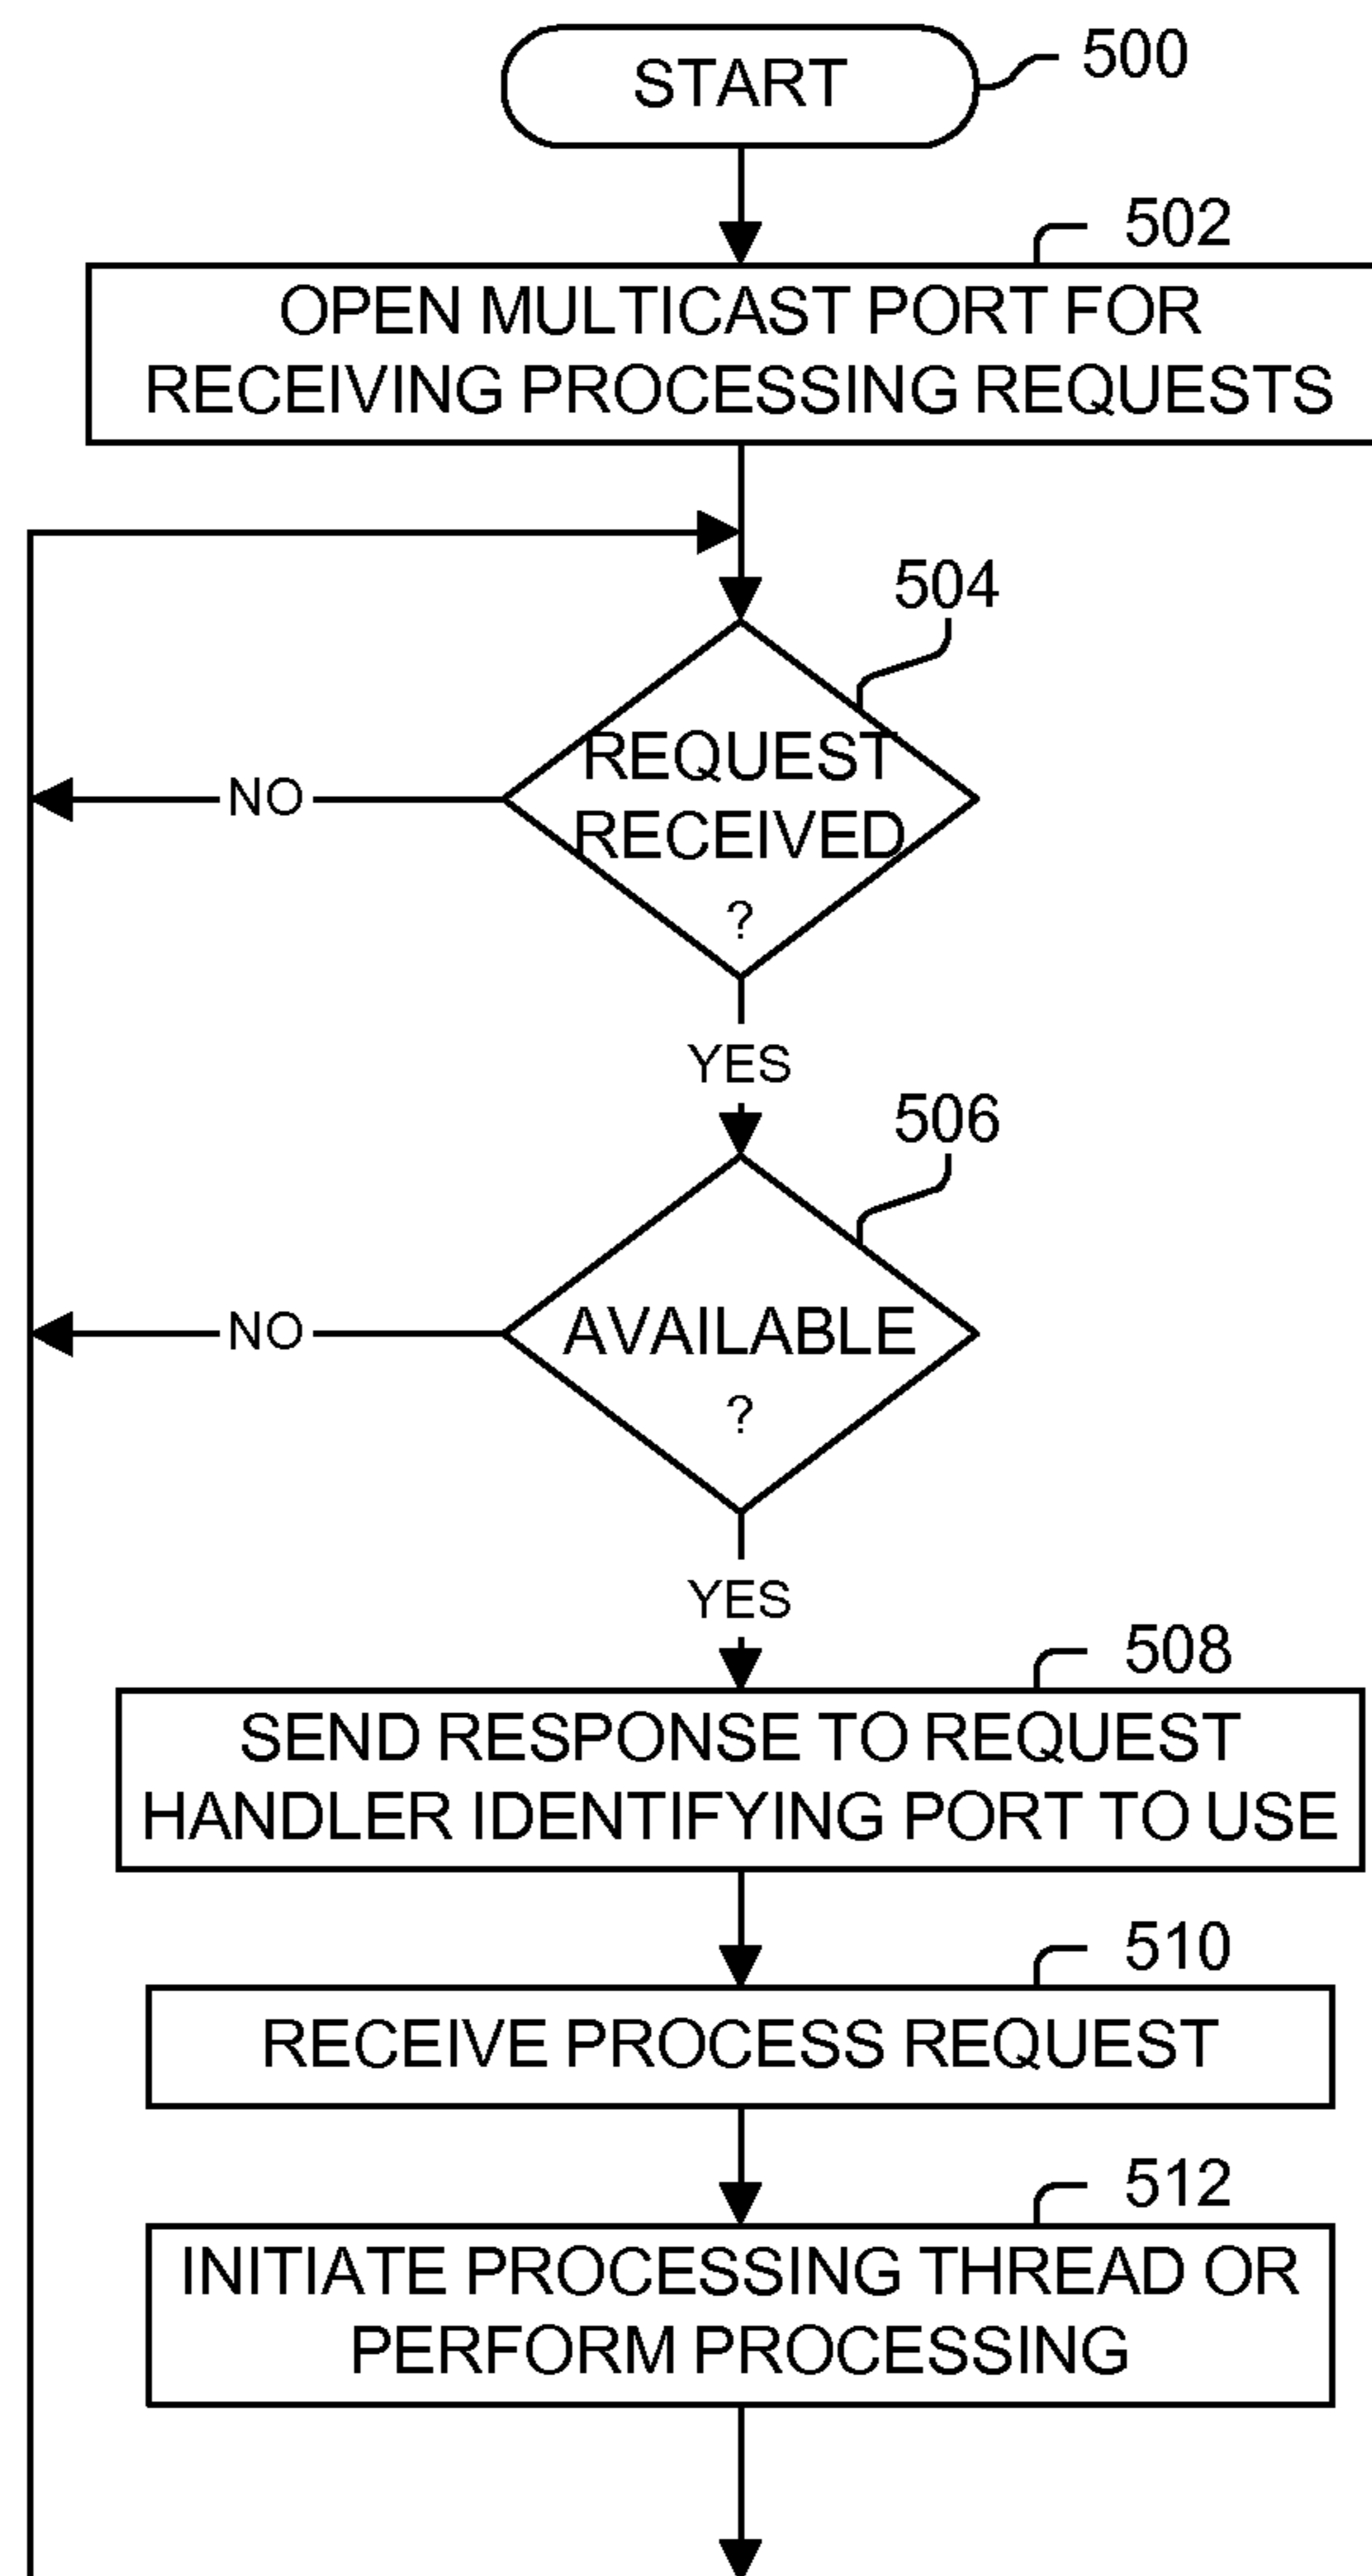 START
500
502
OPEN MULTICAST PORT FOR
RECEIVING PROCESSING REQUESTS
504
REQUEST
RECEIVED
?
NO
YES
506
AVAILABLE
?
NO
YES
508
SEND RESPONSE TO REQUEST
HANDLER IDENTIFYING PORT TO USE
510
RECEIVE PROCESS REQUEST
512
INITIATE PROCESSING THREAD OR
PERFORM PROCESSING